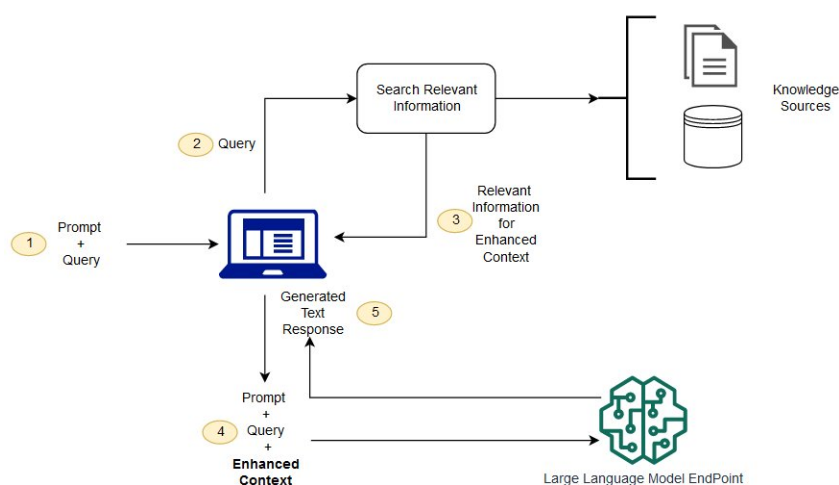 Search Relevant
Information
Knowledge
Sources
2
Query
1
Prompt
+
Query
3
Relevant
Information
for
Enhanced
Context
Generated
Text
Response
5
4
Prompt
+
Query
+
Enhanced
Context
Large Language Model EndPoint